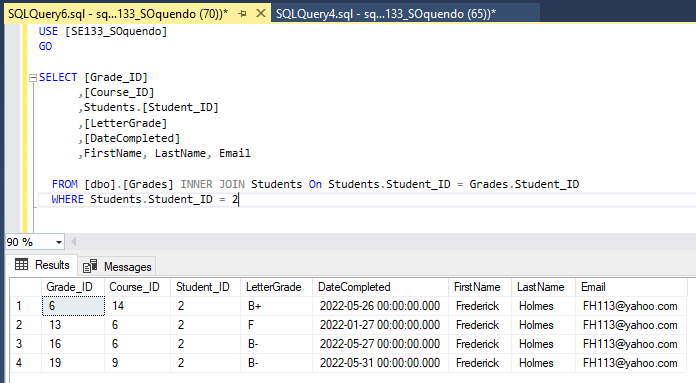 SQLQuery6.sql - sq...133_SOquendo (70))* SQLQuery4.sql - sq...133_SOquendo (65))*
USE [SE133_SOquendo]
GO
SELECT [Grade_ID]
,[Course_ID]
,Students.[Student_ID]
,[LetterGrade]
,[DateCompleted]
,FirstName, LastName, Email
FROM [dbo].[Grades] INNER JOIN Students On Students.Student_ID = Grades.Student_ID
WHERE Students.Student_ID = 2
90 %
Results Messages
Grade_ID Course_ID Student_ID LetterGrade DateCompleted FirstName LastName Email
1 6 14 2 B+ 2022-05-26 00:00:00.000 Frederick Holmes FH113@yahoo.com
2 13 6 2 F 2022-01-27 00:00:00.000 Frederick Holmes FH113@yahoo.com
3 16 6 2 B- 2022-05-27 00:00:00.000 Frederick Holmes FH113@yahoo.com
4 19 9 2 B- 2022-05-31 00:00:00.000 Frederick Holmes FH113@yahoo.com